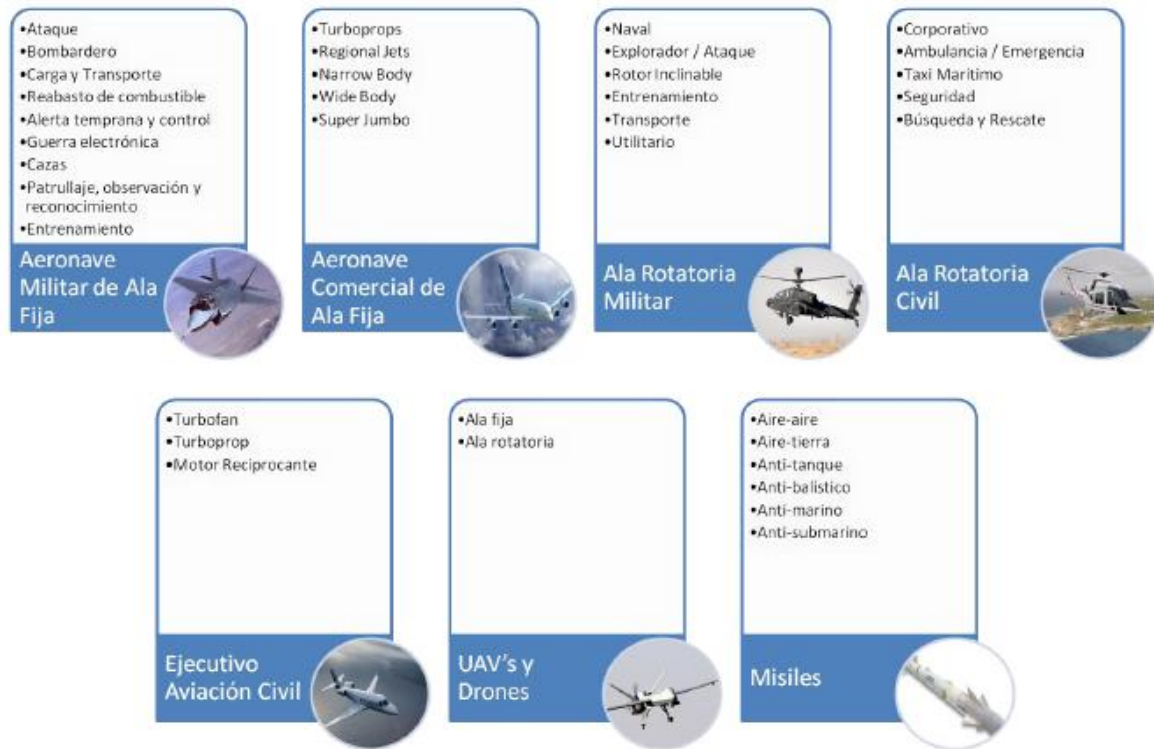 •Ataque
•Bombardero
•Carga y Transporte
•Reabasto de combustible
•Alerta temprana y control
•Guerra electrónica
•Cazas
•Patrullaje, observación y
reconocimiento
•Entrenamiento
Aeronave
Militar de Ala
Fija
•Turboprops
•Regional Jets
•Narrow Body
•Wide Body
•Super Jumbo
Aeronave
Comercial de
Ala Fija
•Naval
•Explorador / Ataque
•Rotor Inclinable
•Entrenamiento
•Transporte
•Utilitario
Ala Rotatoria
Militar
•Corporativo
•Ambulancia / Emergencia
•Taxi Marítimo
•Seguridad
•Búsqueda y Rescate
Ala Rotatoria
Civil
•Turbofan
•Turboprop
•Motor Reciprocante
Ejecutivo
Aviación Civil
•Ala fija
•Ala rotatoria
UAV's y
Drones
•Aire-aire
•Aire-tierra
•Anti-tanque
•Anti-balístico
•Anti-marino
•Anti-submarino
Misiles